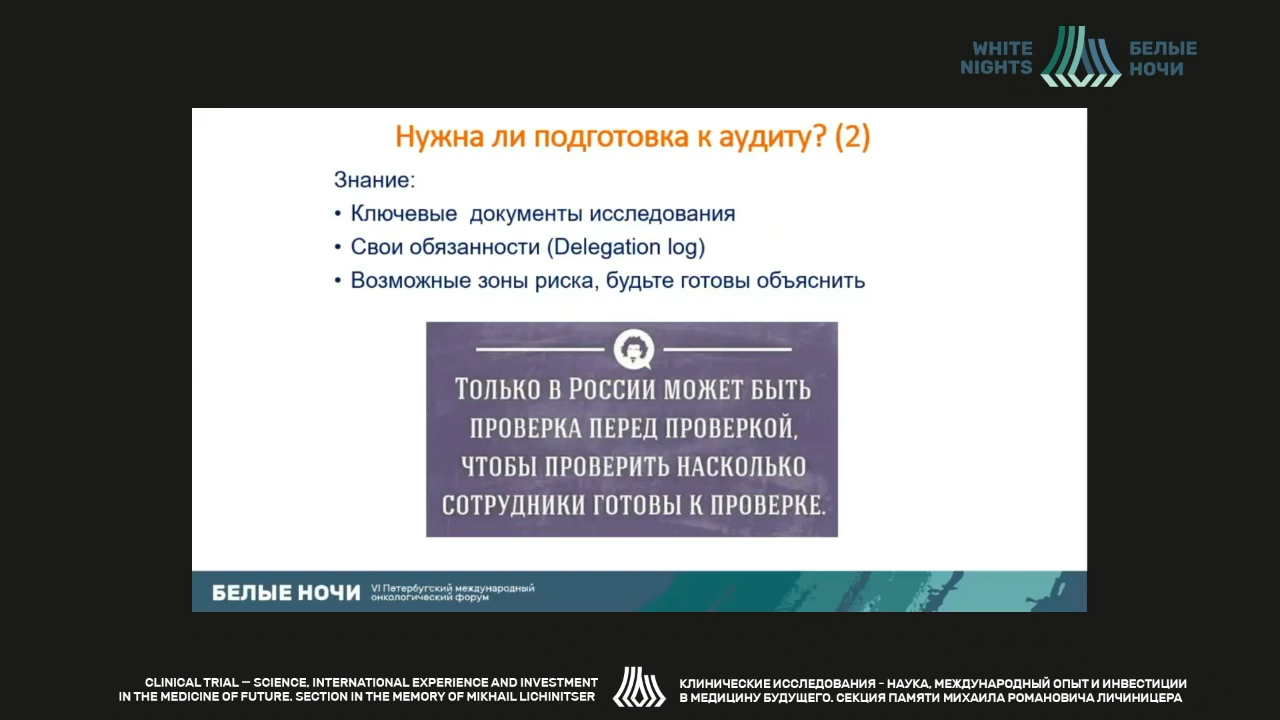 WHITE
NIGHTS
БЕЛЫЕ
НОЧИ
Нужна ли подготовка к аудиту? (2)
Знание:
• Ключевые документы исследования
• Свои обязанности (Delegation log)
• Возможные зоны риска, будьте готовы объяснить
Только в России может быть
проверка перед проверкой,
чтобы проверить насколько
сотрудники готовы к проверке.
БЕЛЫЕ НОЧИ
VI Петербугский международный
онкологический форум
CLINICAL TRIAL – SCIENCE, INTERNATIONAL EXPERIENCE AND INVESTMENT
IN THE MEDICINE OF FUTURE. SECTION IN THE MEMORY OF MIKHAIL LICHINITSER
КЛИНИЧЕСКИЕ ИССЛЕДОВАНИЯ - НАУКА, МЕЖДУНАРОДНЫЙ ОПЫТ И ИНВЕСТИЦИИ
В МЕДИЦИНУ БУДУЩЕГО. СЕКЦИЯ ПАМЯТИ МИХАИЛА РОМАНОВИЧА ЛИЧИНИЦЕРА